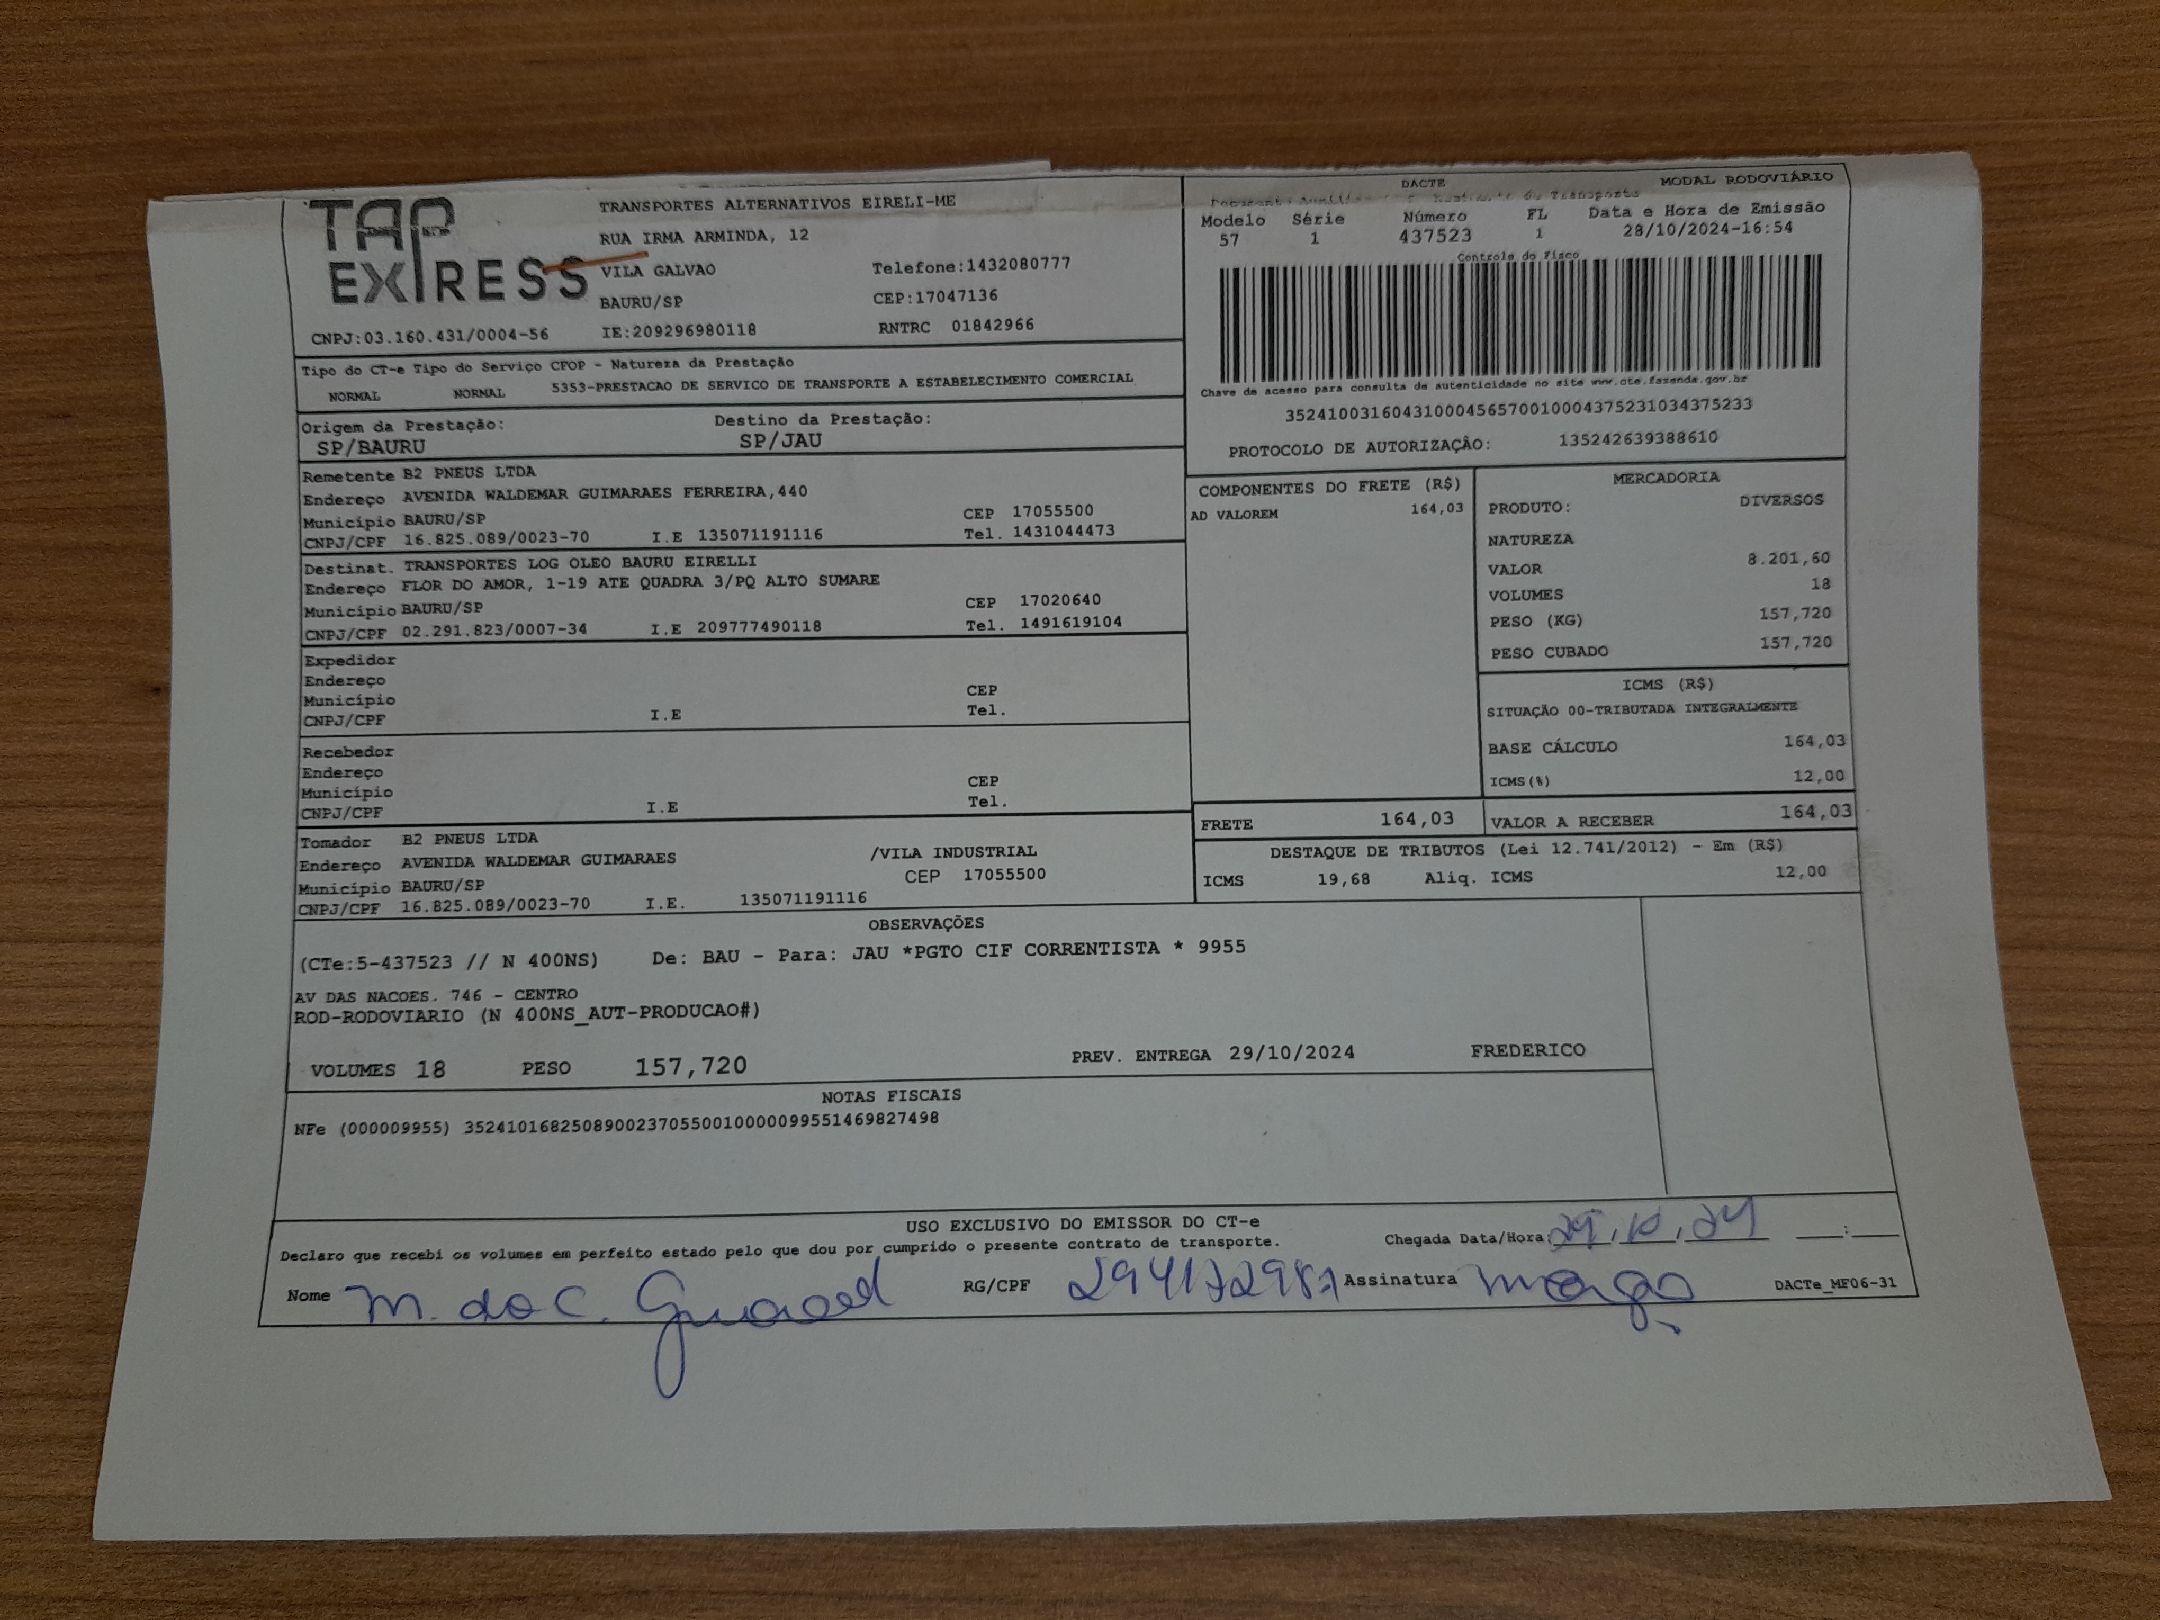 TAP EXPRESS
TRANSPORTES ALTERNATIVOS EIRELI-ME
RUA IRMA ARMINDA, 12
VILA GALVAO Telefone:1432080777
BAURU/SP CEP:17047136
CNPJ:03.160.431/0004-56 IE:209296980118 RNTRC 01842966
DACTE MODAL RODOVIÁRIO
de Transporte
Modelo Série Número FL Data e Hora de Emissão
57 1 437523 1 28/10/2024-16:54
Controle do Fisco
Chave de acesso para consulta de autenticidade no site www.cte.fazenda.gov.br
35241003160431000456570010004375231034375233
PROTOCOLO DE AUTORIZAÇÃO: 135242639388610
Tipo do CT-e Tipo do Serviço CFOP - Natureza da Prestação
NORMAL NORMAL 5353-PRESTACAO DE SERVICO DE TRANSPORTE A ESTABELECIMENTO COMERCIAL
Origem da Prestação: Destino da Prestação:
SP/BAURU SP/JAU
Remetente B2 PNEUS LTDA
Endereço AVENIDA WALDEMAR GUIMARAES FERREIRA,440
Município BAURU/SP CEP 17055500
CNPJ/CPF 16.825.089/0023-70 I.E 135071191116 Tel. 1431044473
Destinat. TRANSPORTES LOG OLEO BAURU EIRELLI
Endereço FLOR DO AMOR, 1-19 ATE QUADRA 3/PQ ALTO SUMARE
Município BAURU/SP CEP 17020640
CNPJ/CPF 02.291.823/0007-34 I.E 209777490118 Tel. 1491619104
Expedidor
Endereço
Município CEP
CNPJ/CPF I.E Tel.
Recebedor
Endereço
Município CEP
CNPJ/CPF I.E Tel.
Tomador B2 PNEUS LTDA
Endereço AVENIDA WALDEMAR GUIMARAES /VILA INDUSTRIAL
Município BAURU/SP CEP 17055500
CNPJ/CPF 16.825.089/0023-70 I.E. 135071191116
COMPONENTES DO FRETE (R$)
AD VALOREM 164,03
MERCADORIA
PRODUTO: DIVERSOS
NATUREZA
VALOR 8.201,60
VOLUMES 18
PESO (KG) 157,720
PESO CUBADO 157,720
ICMS (R$)
SITUAÇÃO 00-TRIBUTADA INTEGRALMENTE
BASE CÁLCULO 164,03
ICMS(%) 12,00
FRETE 164,03 VALOR A RECEBER 164,03
DESTAQUE DE TRIBUTOS (Lei 12.741/2012) - Em (R$)
ICMS 19,68 Aliq. ICMS 12,00
OBSERVAÇÕES
(CTe:5-437523 // N 400NS) De: BAU - Para: JAU *PGTO CIF CORRENTISTA * 9955
AV DAS NACOES. 746 - CENTRO
ROD-RODOVIARIO (N 400NS_AUT-PRODUCAO#)
VOLUMES 18 PESO 157,720 PREV. ENTREGA 29/10/2024 FREDERICO
NOTAS FISCAIS
NFe (000009955) 35241016825089002370550010000099551469827498
USO EXCLUSIVO DO EMISSOR DO CT-e
Declaro que recebi os volumes em perfeito estado pelo que dou por cumprido o presente contrato de transporte. Chegada Data/Hora: 29.10.24 :
Nome M. do C. RG/CPF Assinatura DACTe_MF06-31